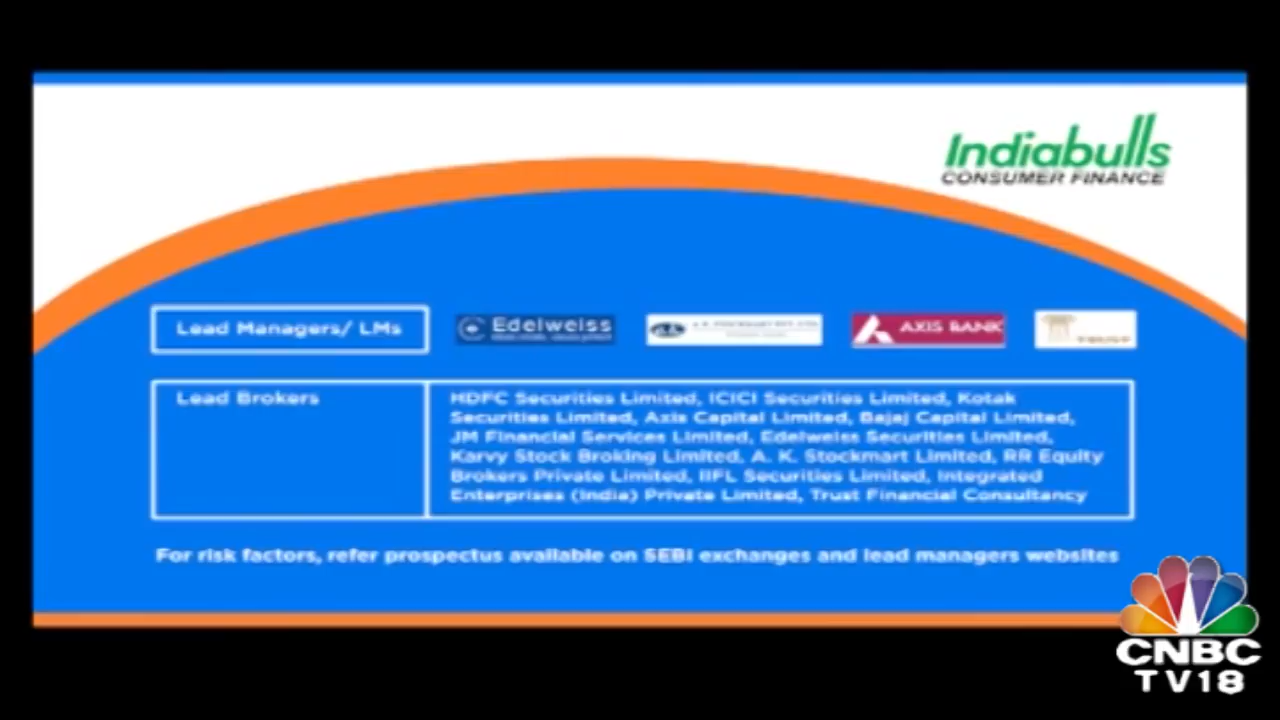 Indiabulls
CONSUMER FINANCE
Lead Managers/ LMs
Edelweiss
AXIS BANK
TRUST
Lead Brokers
HDFC Securities Limited, ICICI Securities Limited, Kotak
Securities Limited, Axis Capital Limited, Bajaj Capital Limited,
JM Financial Services Limited, Edelweiss Securities Limited,
Karvy Stock Broking Limited, A. K. Stockmart Limited, RR Equity
Brokers Private Limited, IIFL Securities Limited, Integrated
Enterprises (India) Private Limited, Trust Financial Consultancy
For risk factors, refer prospectus available on SEBI exchanges and lead managers websites
CNBC
TV18